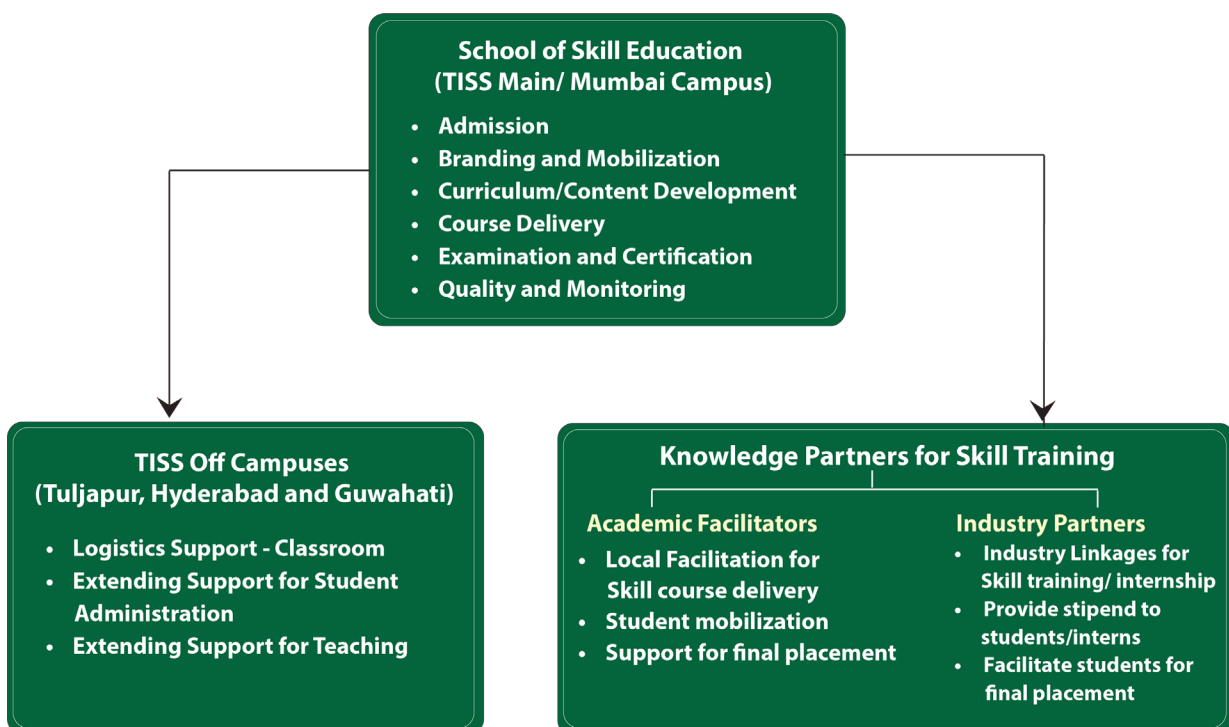 School of Skill Education
(TISS Main/ Mumbai Campus)
• Admission
• Branding and Mobilization
• Curriculum/Content Development
• Course Delivery
• Examination and Certification
• Quality and Monitoring
TISS Off Campuses
(Tuljapur, Hyderabad and Guwahati)
• Logistics Support - Classroom
• Extending Support for Student
Administration
• Extending Support for Teaching
Knowledge Partners for Skill Training
Academic Facilitators
• Local Facilitation for
Skill course delivery
• Student mobilization
• Support for final placement
Industry Partners
• Industry Linkages for
Skill training/ internship
• Provide stipend to
students/interns
• Facilitate students for
final placement